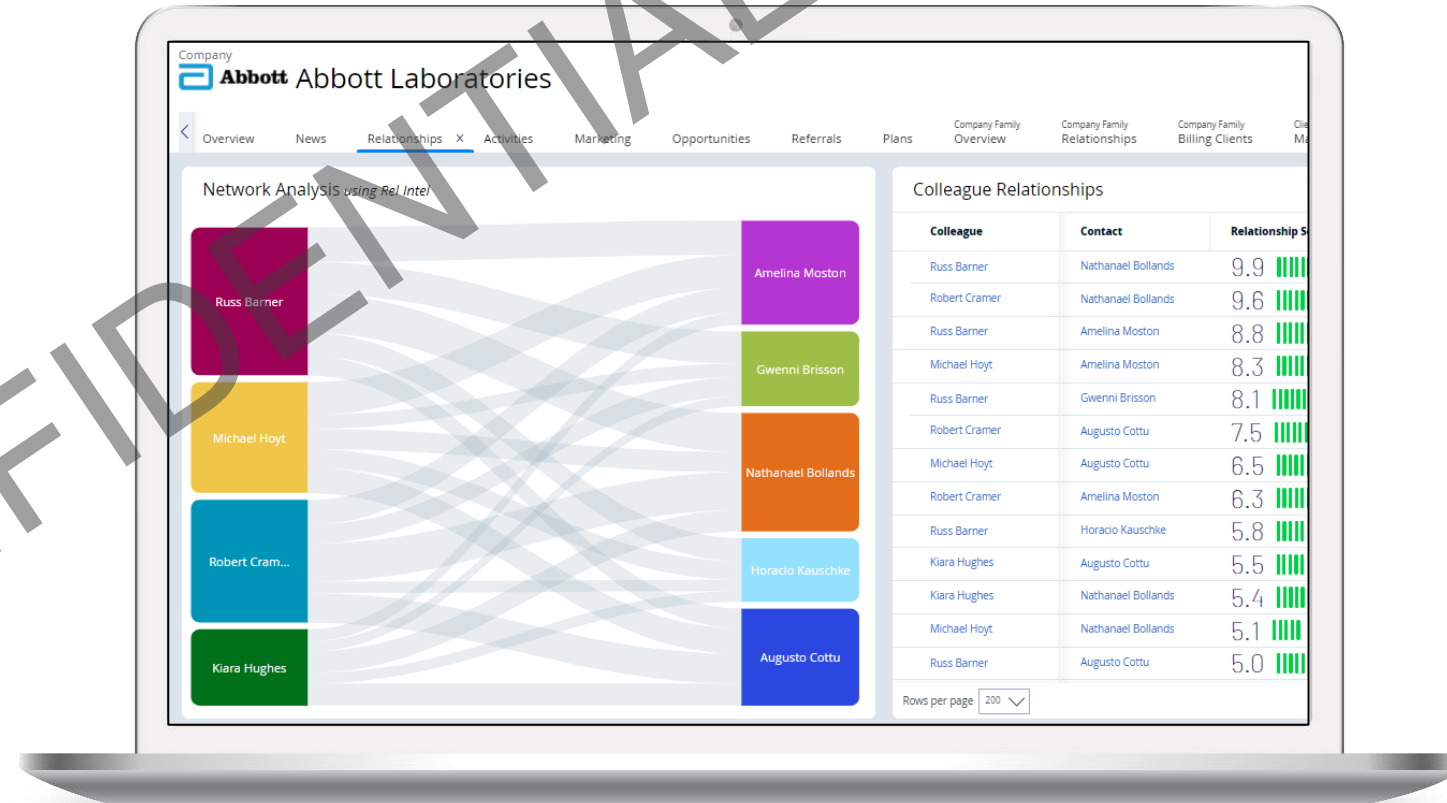 Company
Abbott Abbott Laboratories
Overview News Relationships X Activities Marketing Opportunities Referrals Plans Company Family Overview Company Family Relationships Company Family Billing Clients
Network Analysis using Rel Intel
Russ Barner
Michael Hoyt
Robert Cram...
Kiara Hughes
Amelina Moston
Gwenni Brisson
Nathanael Bollands
Horacio Kauschke
Augusto Cottu
Colleague Relationships
Colleague Contact Relationship S
Russ Barner Nathanael Bollands 9.9
Robert Cramer Nathanael Bollands 9.6
Russ Barner Amelina Moston 8.8
Michael Hoyt Amelina Moston 8.3
Russ Barner Gwenni Brisson 8.1
Robert Cramer Augusto Cottu 7.5
Michael Hoyt Augusto Cottu 6.5
Robert Cramer Amelina Moston 6.3
Russ Barner Horacio Kauschke 5.8
Kiara Hughes Augusto Cottu 5.5
Kiara Hughes Nathanael Bollands 5.4
Michael Hoyt Nathanael Bollands 5.1
Russ Barner Augusto Cottu 5.0
Rows per page 200
FIDENTIAL